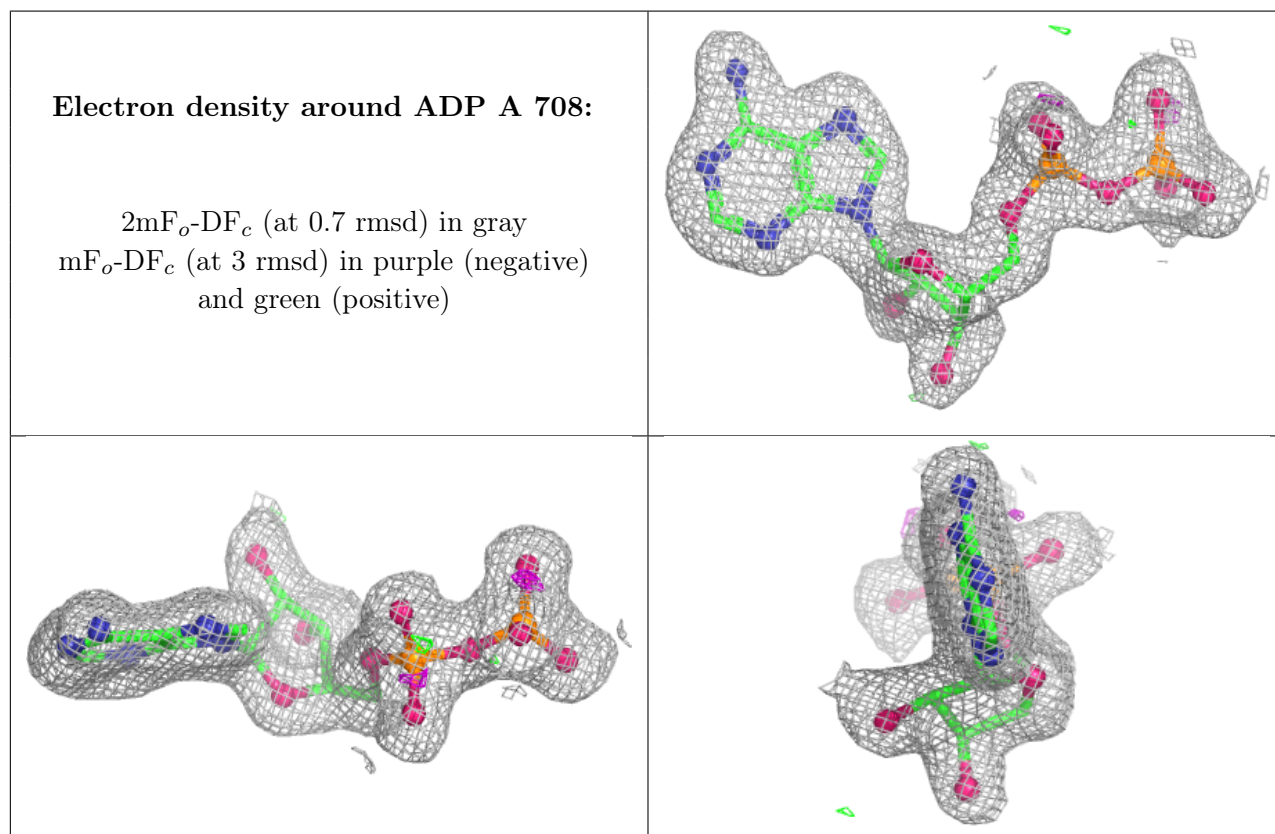 Electron density around ADP A 708:
2mFo-DFc (at 0.7 rmsd) in gray
mFo-DFc (at 3 rmsd) in purple (negative)
and green (positive)